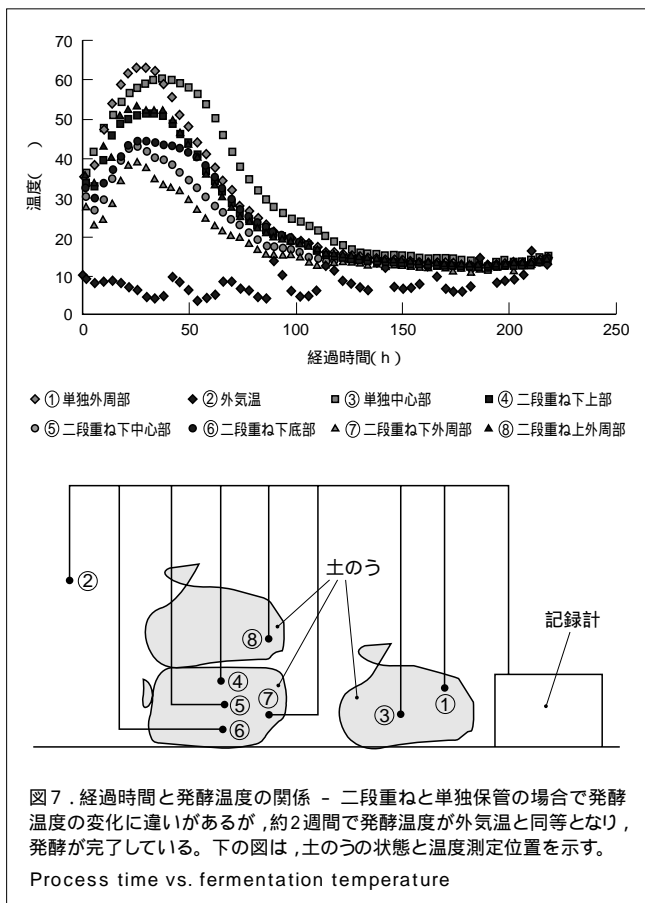 70
60
50
40
30
20
10
0
温度( )
0 50 100 150 200 250
経過時間(h)
①単独外周部 ②外気温 ③単独中心部 ④二段重ね下上部
⑤二段重ね下中心部 ⑥二段重ね下底部 ⑦二段重ね下外周部 ⑧二段重ね上外周部
土のう
②
記録計
⑧
④
⑤
⑦
①
③
⑥
図7．経過時間と発酵温度の関係 - 二段重ねと単独保管の場合で発酵
温度の変化に違いがあるが，約2週間で発酵温度が外気温と同等となり，
発酵が完了している。下の図は，土のうの状態と温度測定位置を示す。
Process time vs. fermentation temperature